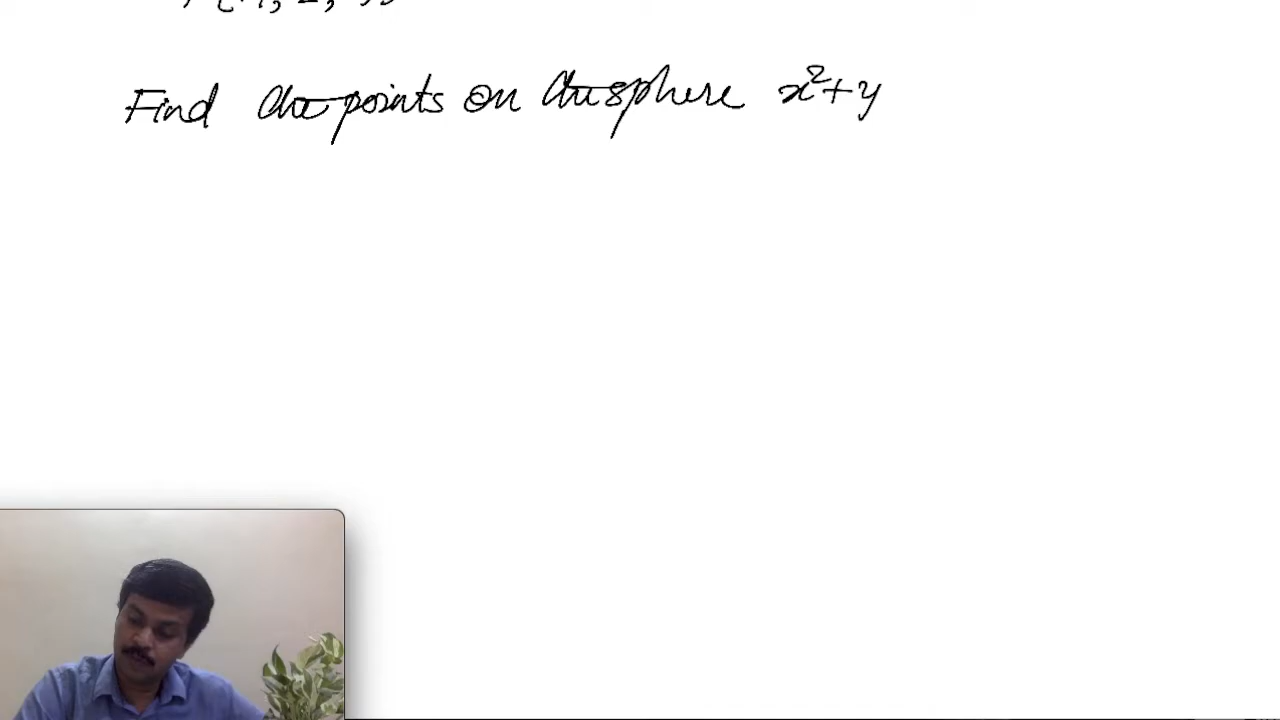 Find the points on the sphere x²+y